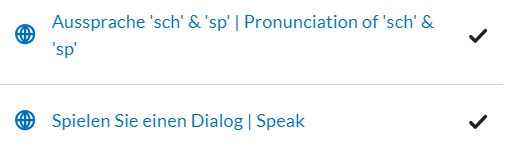 Aussprache 'sch' & 'sp' | Pronunciation of 'sch' &
'sp'
Spielen Sie einen Dialog | Speak